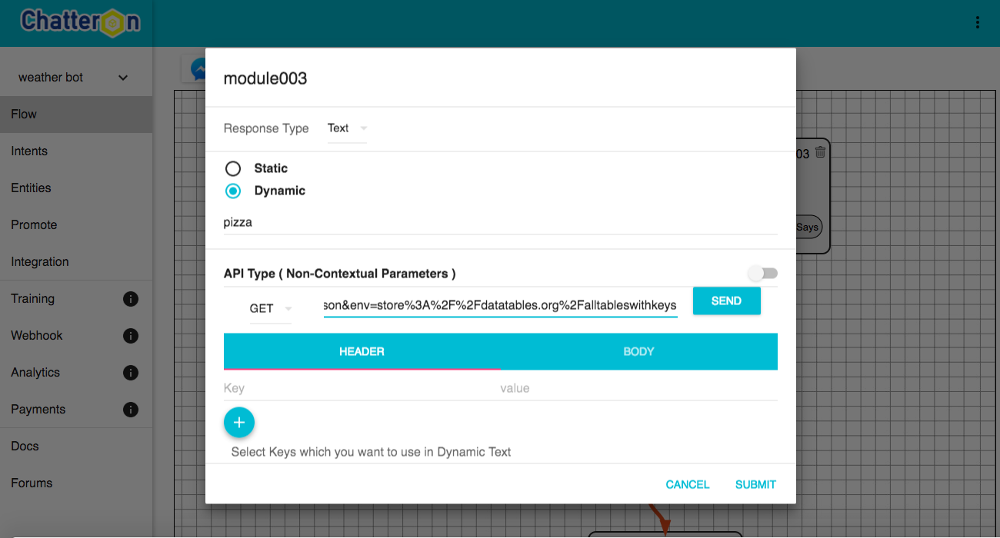 ChatterOn
weather bot
Flow
Intents
Entities
Promote
Integration
Training
Webhook
Analytics
Payments
Docs
Forums
03
Says
module003
Response Type Text
Static
Dynamic
pizza
API Type ( Non-Contextual Parameters )
GET son&env=store%3A%2F%2Fdatatables.org%2Falltableswithkeys SEND
HEADER BODY
Key value
+
Select Keys which you want to use in Dynamic Text
CANCEL SUBMIT